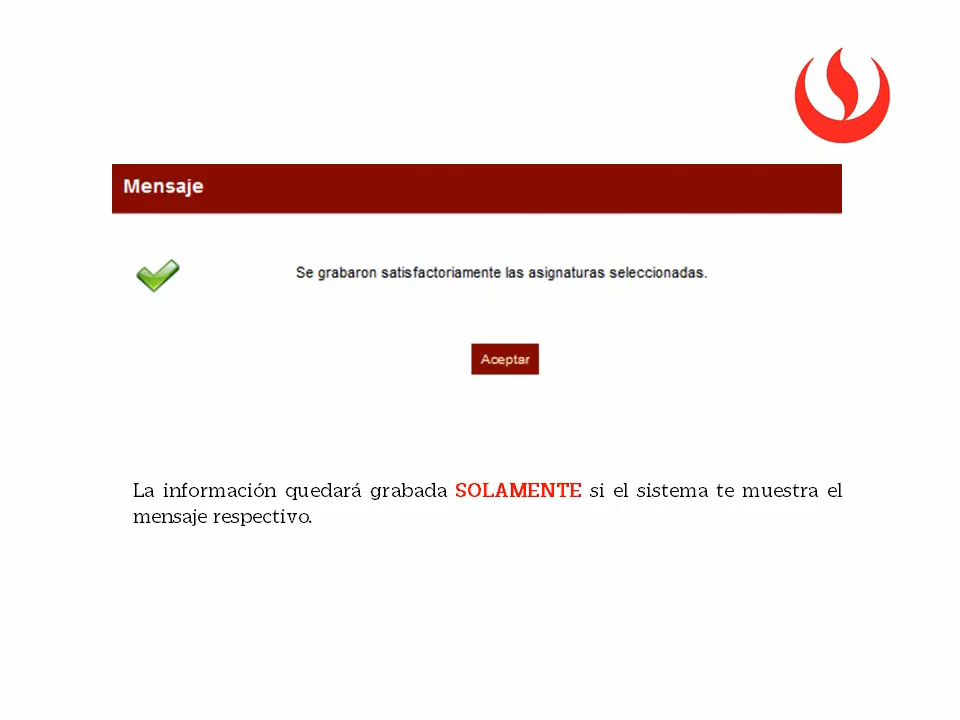 Mensaje
Se grabaron satisfactoriamente las asignaturas seleccionadas.
Aceptar
La información quedará grabada SOLAMENTE si el sistema te muestra el
mensaje respectivo.